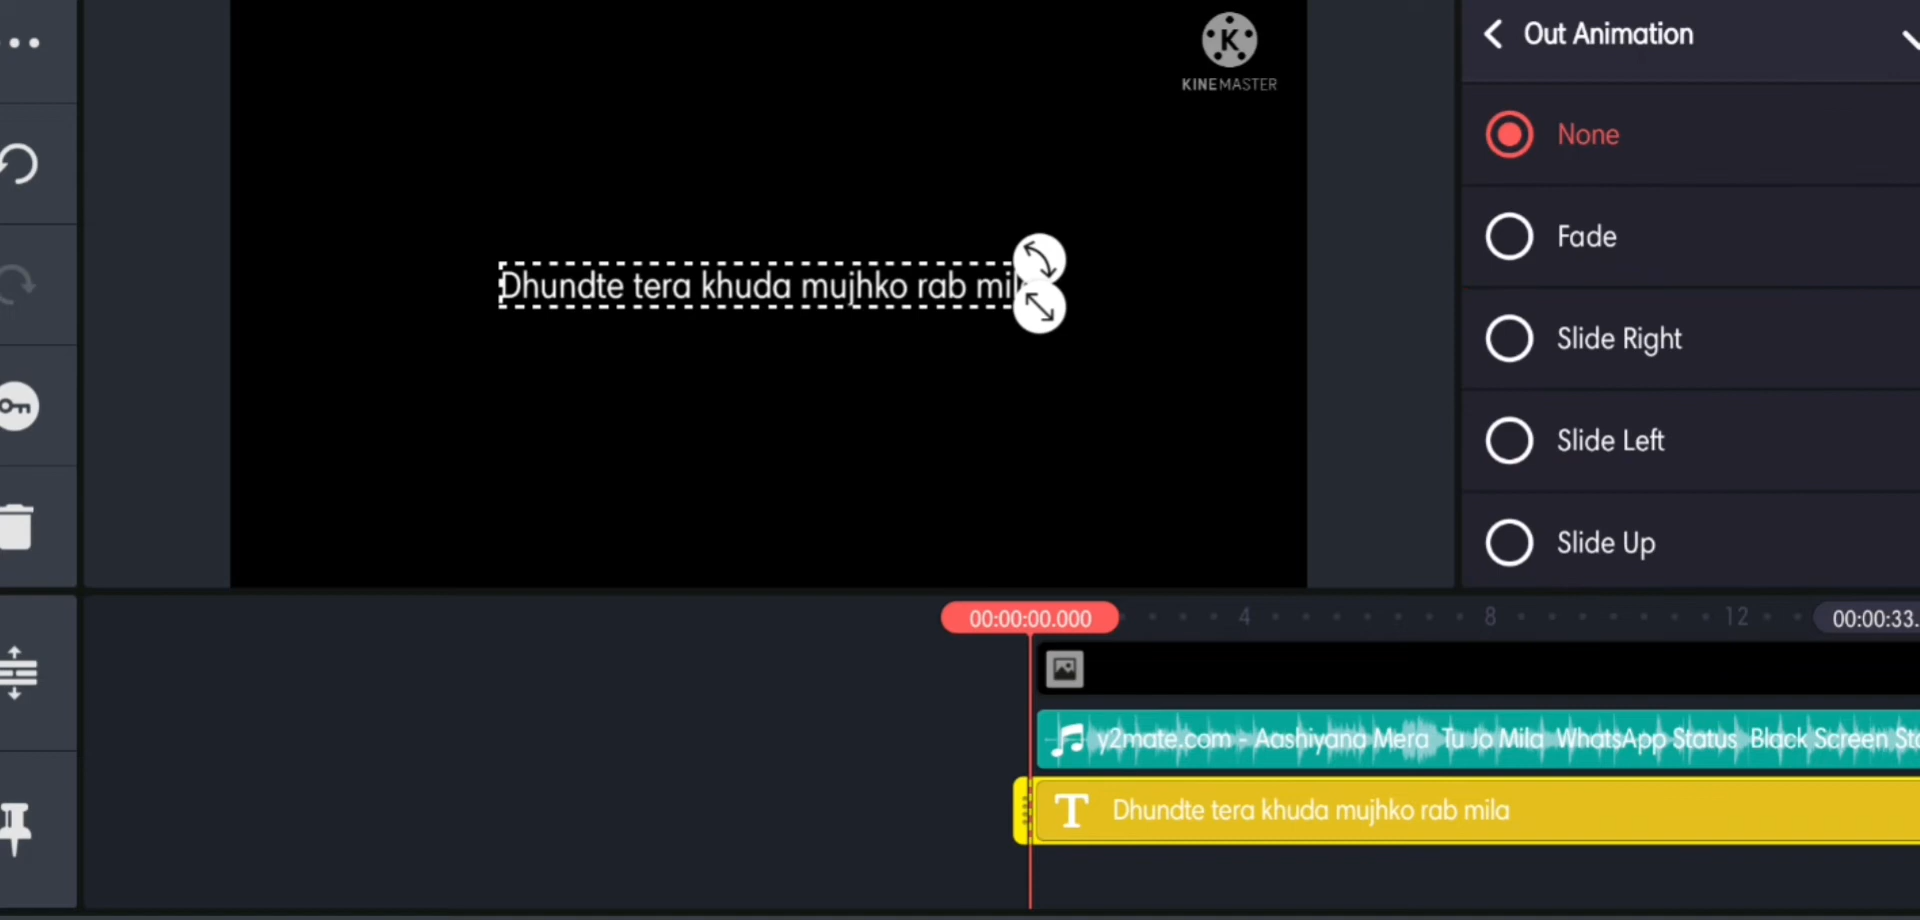 KINEMASTER
Out Animation
None
Fade
Slide Right
Slide Left
Slide Up
Dhundte tera khuda mujhko rab
00:00:00.000
4
8
12
00:00:33.
y2mate.com - Aashiyana Mera Tu Jo Mila WhatsApp Status Black Screen
Dhundte tera khuda mujhko rab mila